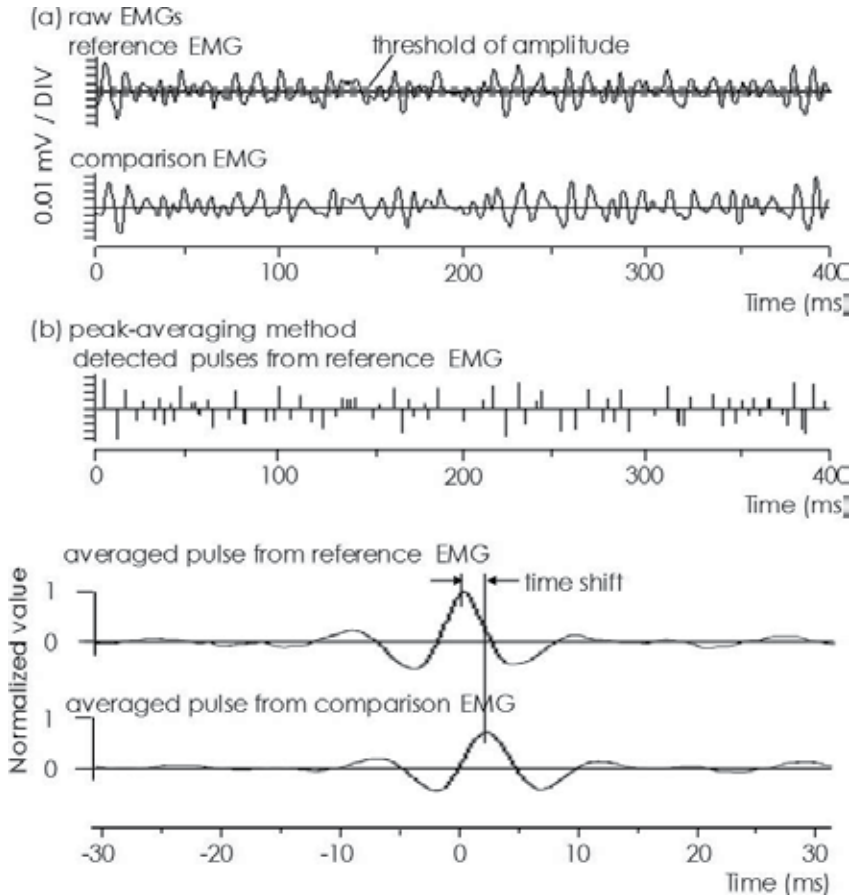 (a) raw EMGs
reference EMG
threshold of amplitude
0.01 mV / DIV
comparison EMG
0 100 200 300 400
Time (ms)
(b) peak-averaging method
detected pulses from reference EMG
0 100 200 300 400
Time (ms)
averaged pulse from reference EMG
time shift
Normalized value
1
0
averaged pulse from comparison EMG
1
0
-30 -20 -10 0 10 20 30
Time (ms)